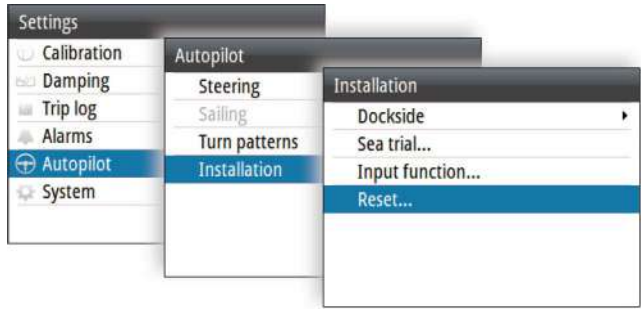 Settings
Calibration
Damping
Trip log
Alarms
Autopilot
System
Autopilot
Steering
Sailing
Turn patterns
Installation
Installation
Dockside
Sea trial...
Input function...
Reset...